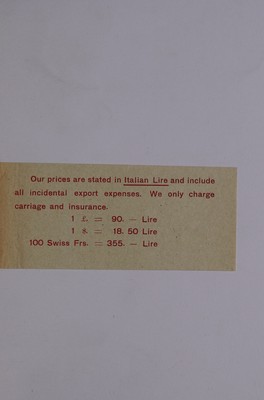 Our prices are stated in Italian Lire and include
all incidental export expenses. We only charge
carriage and insurance.
1 £. = 90. — Lire
1 $. = 18. 50 Lire
100 Swiss Frs. = 355. — Lire